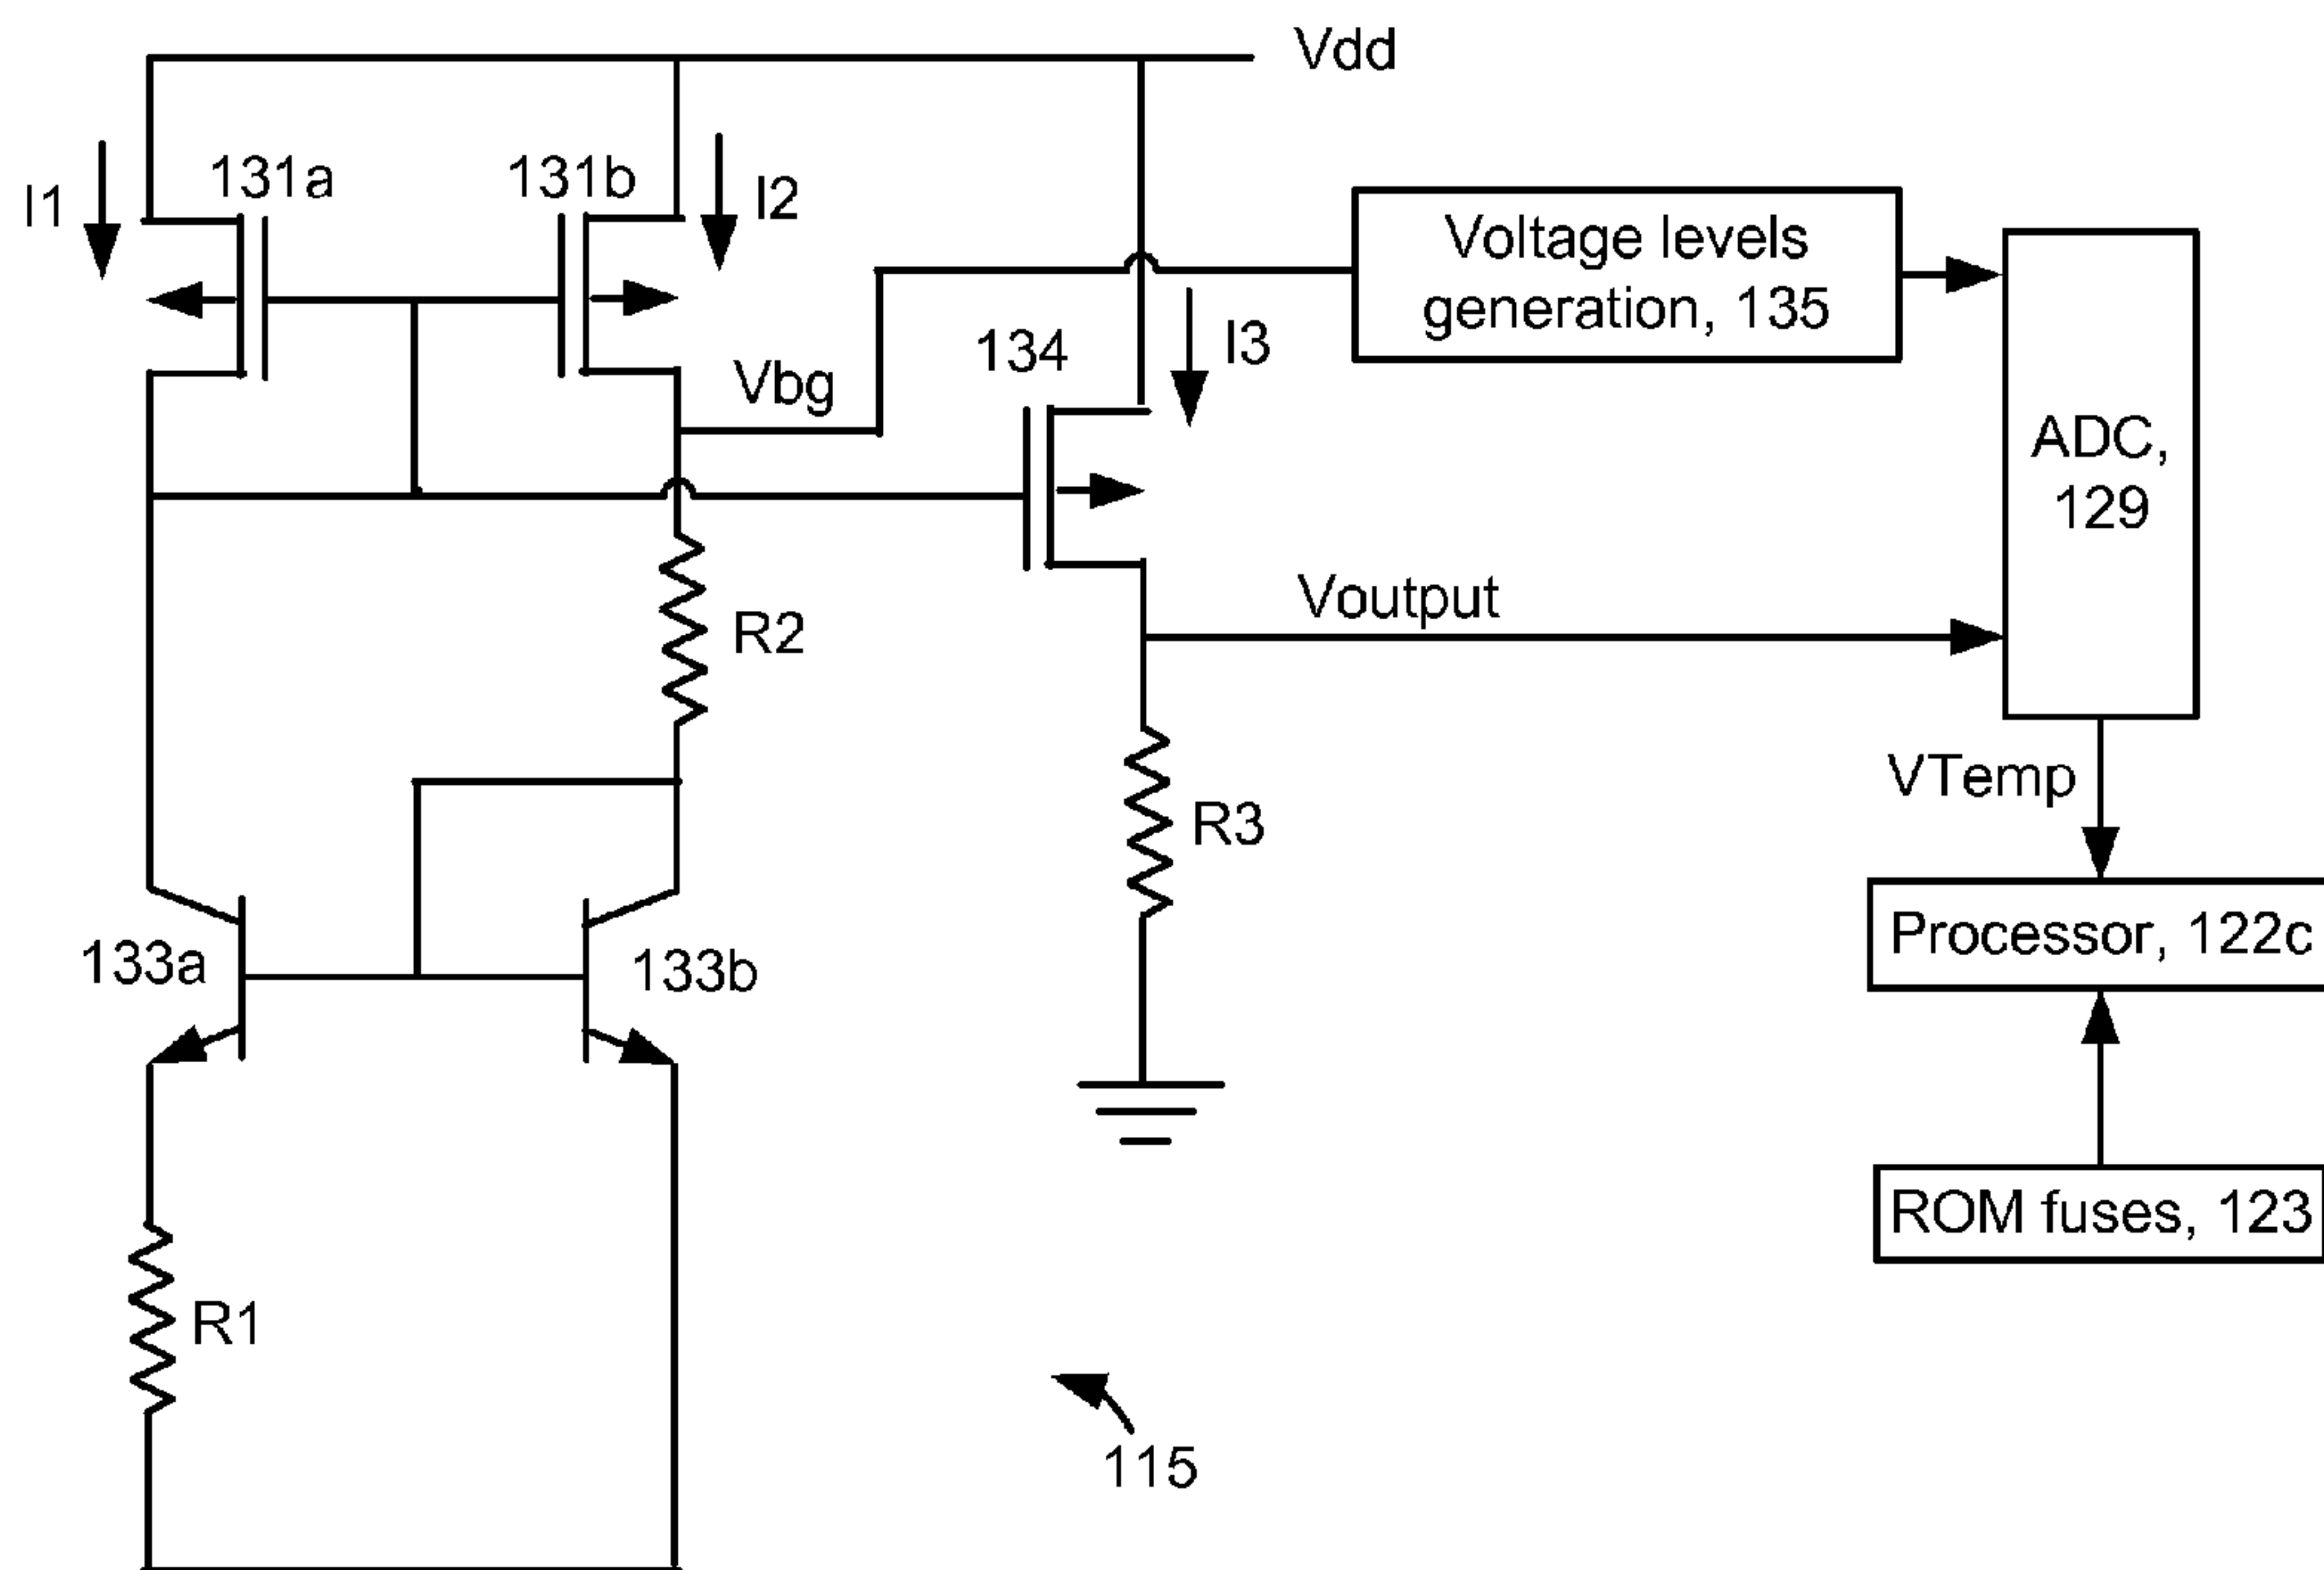 Vdd
I1
131a
131b
I2
Voltage levels
generation, 135
134
I3
Vbg
ADC,
129
Voutput
R2
VTemp
R3
133a
133b
Processor, 122c
ROM fuses, 123
R1
115